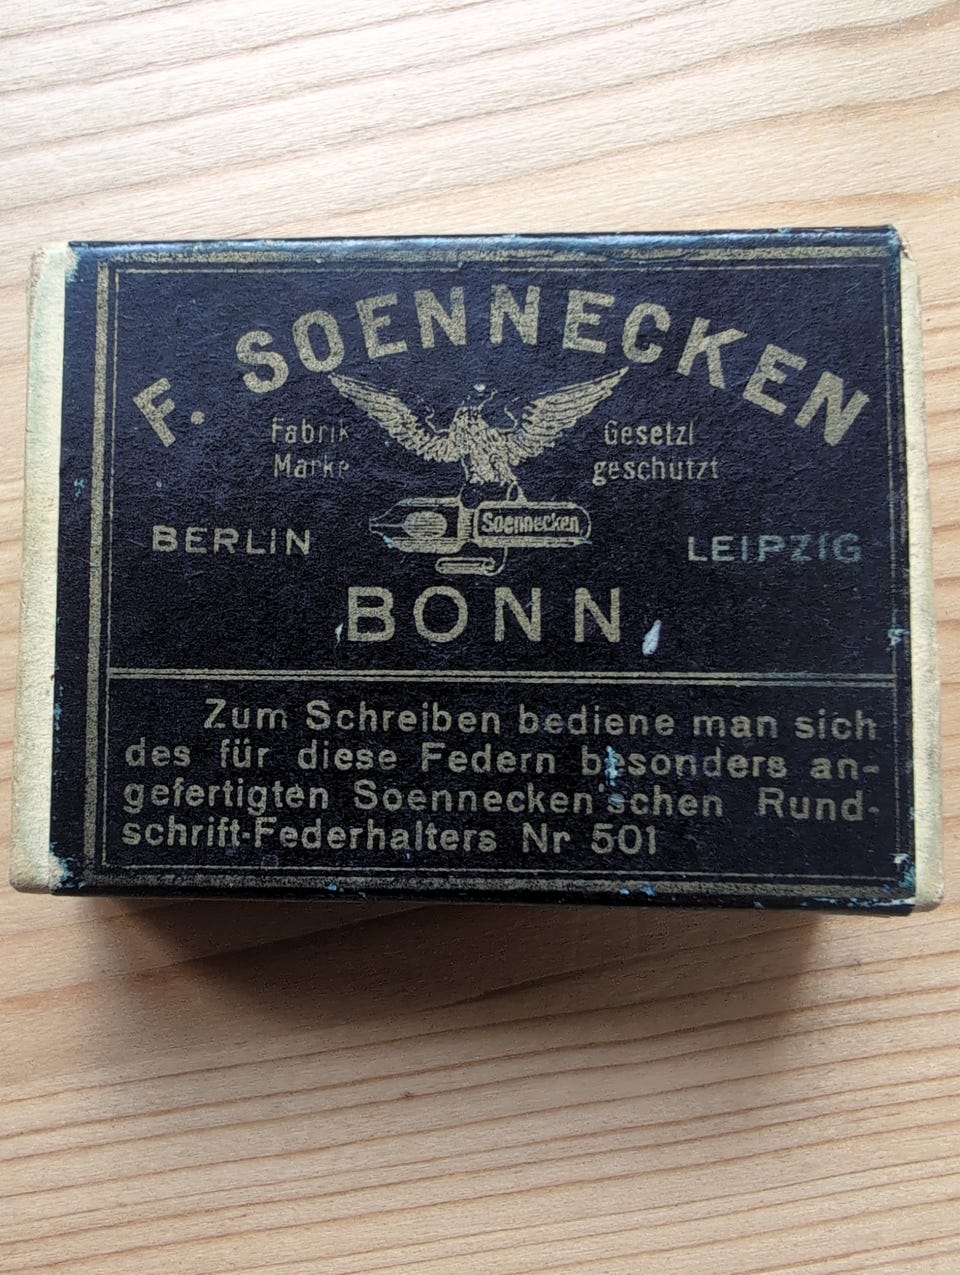 F. SOENNECKEN
Fabrik Gesetzl
Marke geschützt
Soennecken
BERLIN LEIPZIG
BONN
Zum Schreiben bediene man sich
des für diese Federn besonders an-
gefertigten Soennecken'schen Rund-
schrift-Federhalters Nr 501